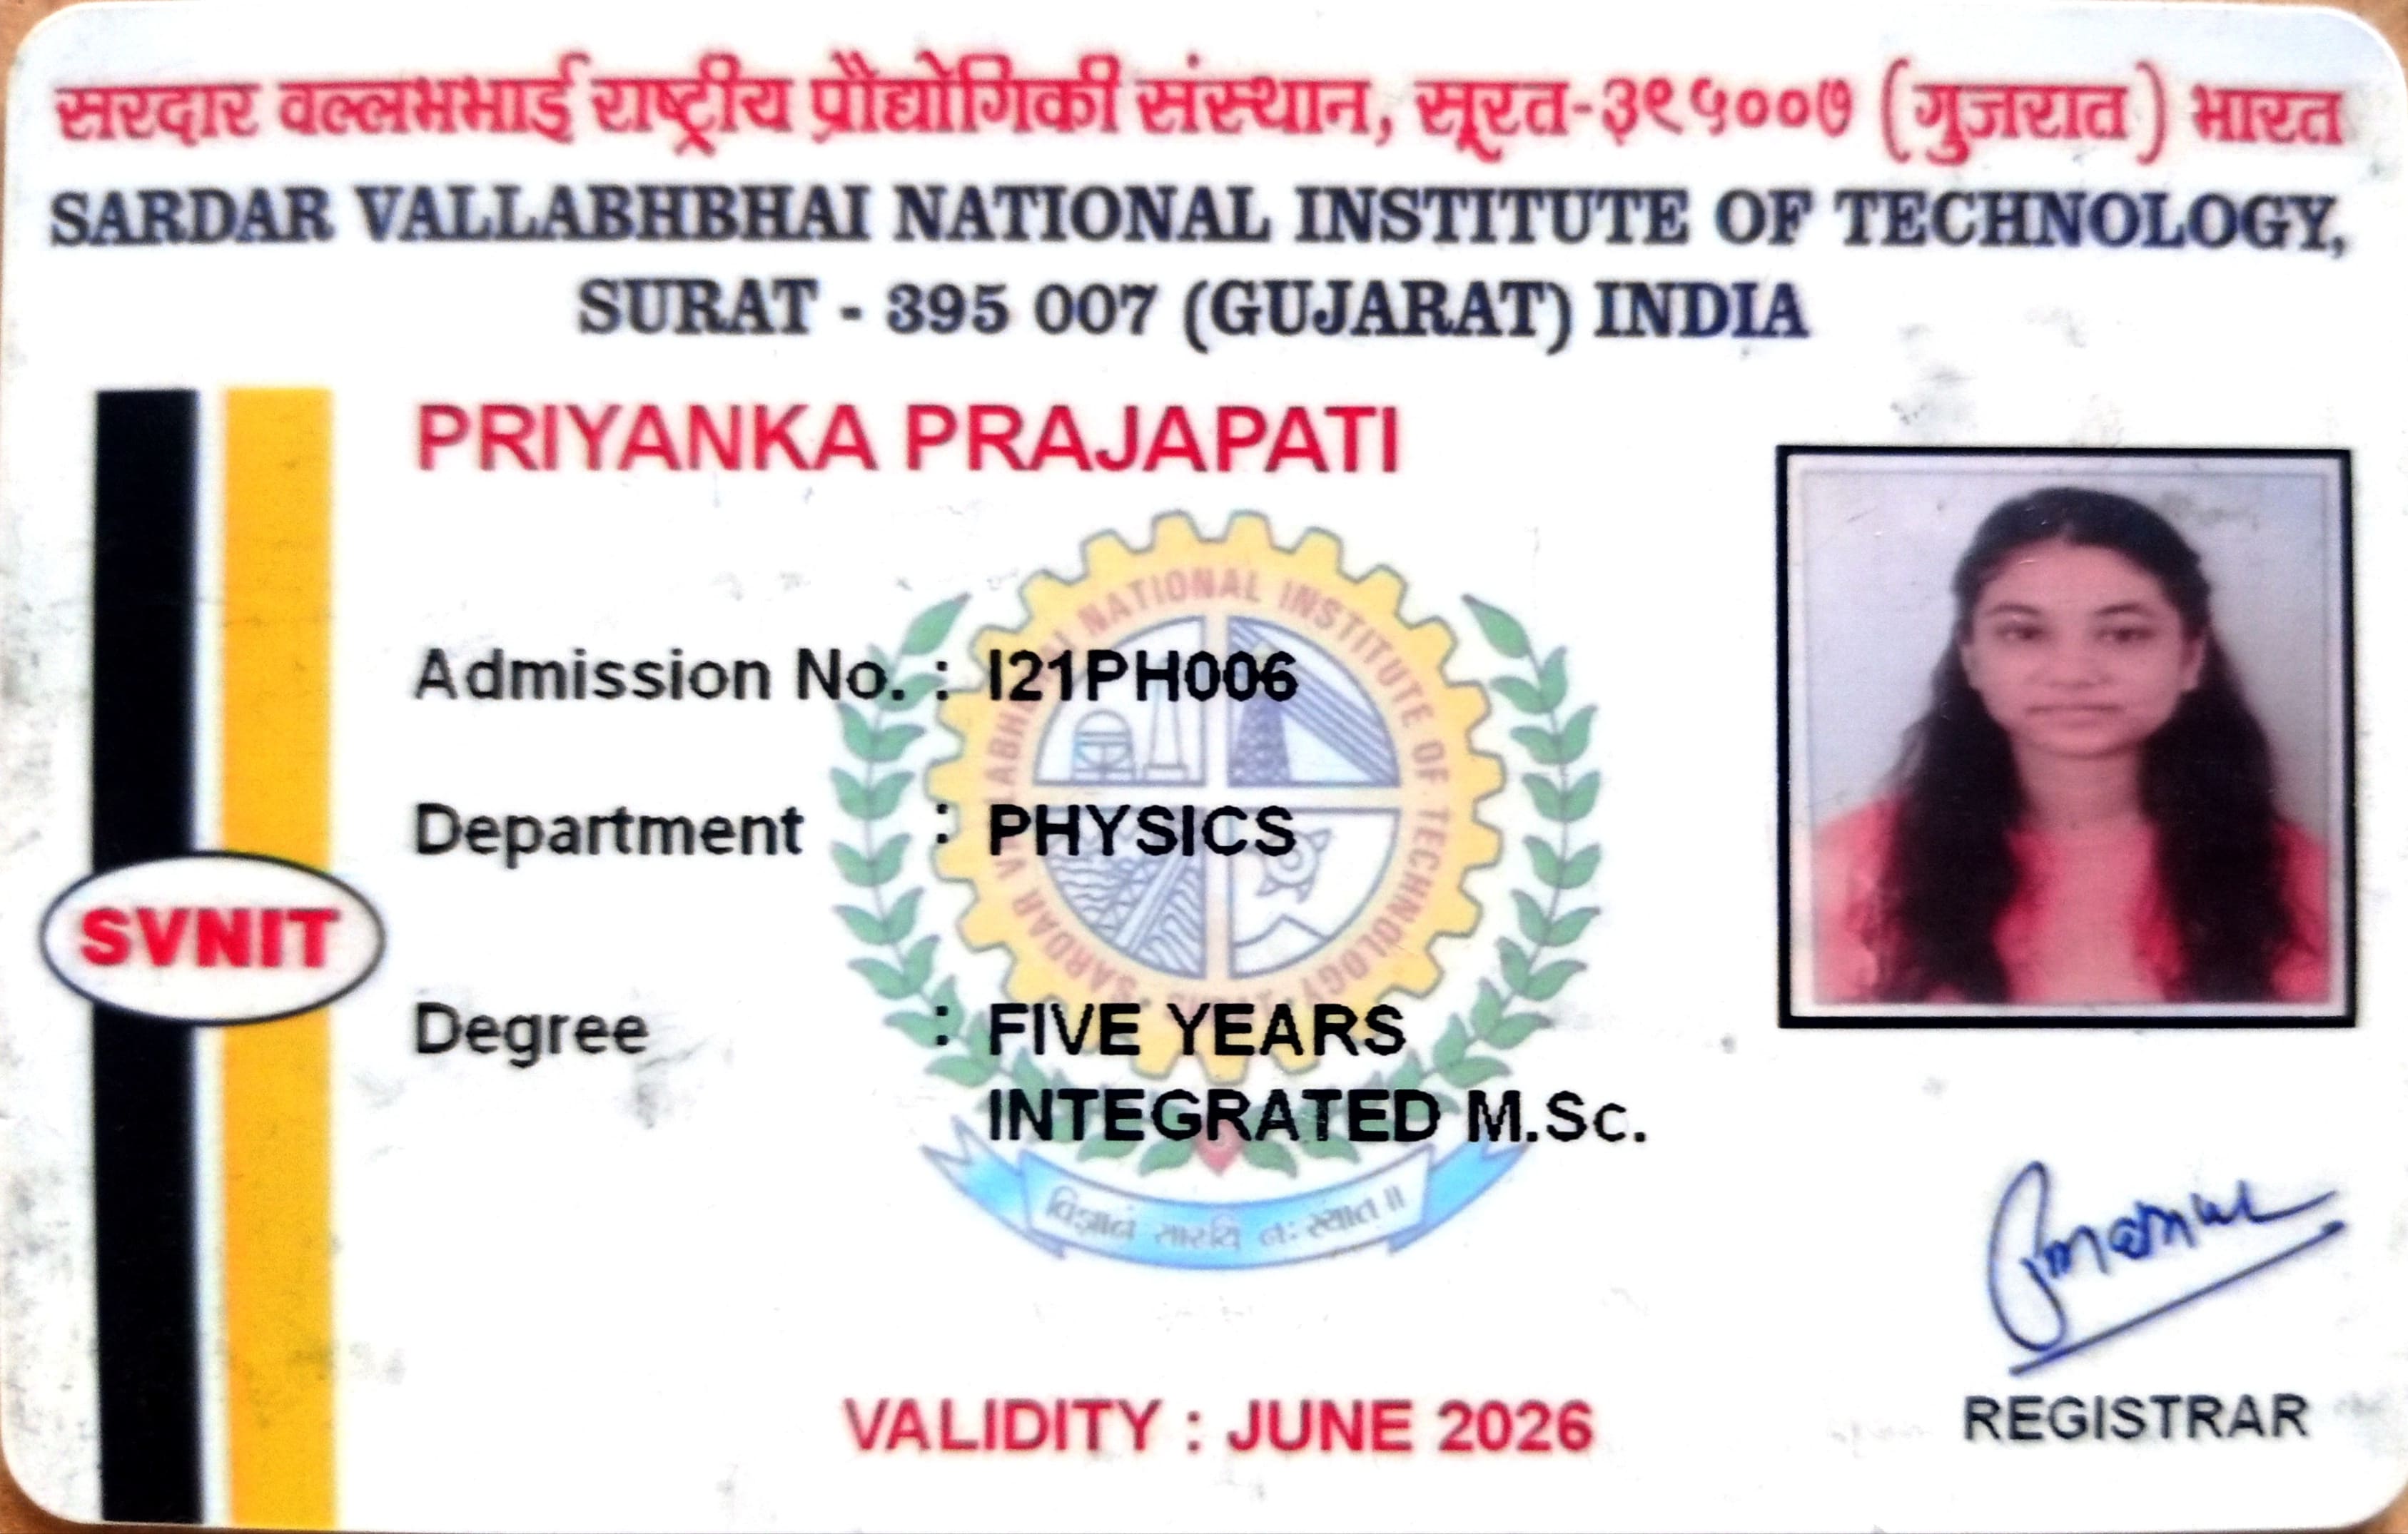 सरदार वल्लभभाई राष्ट्रीय प्रौद्योगिकी संस्थान, सूरत-३९५००७ (गुजरात) भारत
SARDAR VALLABHBHAI NATIONAL INSTITUTE OF TECHNOLOGY,
SURAT - 395 007 (GUJARAT) INDIA
PRIYANKA PRAJAPATI
Admission No. : I21PH006
Department : PHYSICS
SVNIT
Degree : FIVE YEARS
INTEGRATED M.Sc.
SARDAR VALLABHBHAI NATIONAL INSTITUTE OF TECHNOLOGY
विज्ञानं सारथि नः स्यात ॥
VALIDITY : JUNE 2026
REGISTRAR